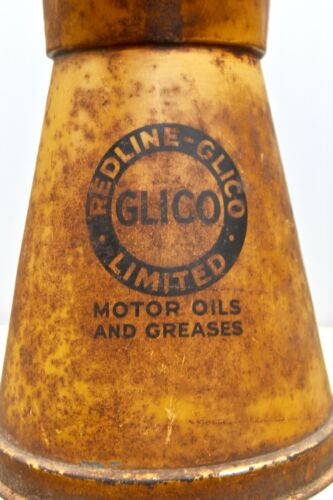 REDLINE-GLICO
GLICO
· LIMITED ·
MOTOR OILS
AND GREASES